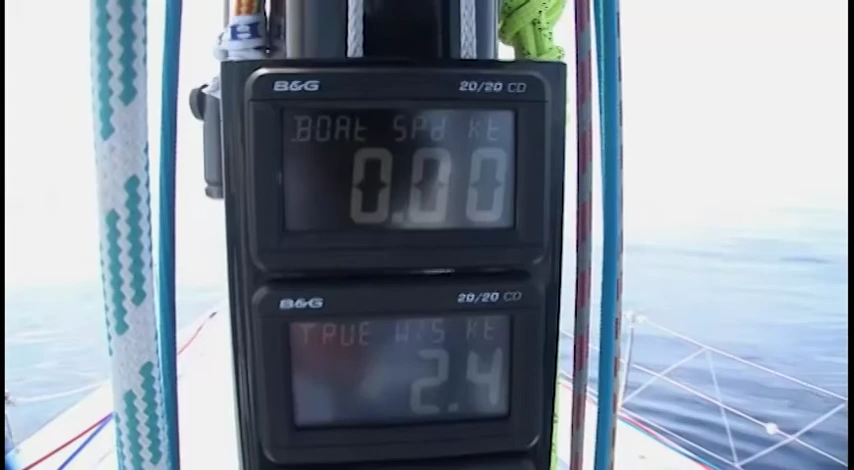 B&G 20/20 CD
BOAt SPd Kt
0.00
B&G 20/20 CD
TRUE W.S Kt
2.4